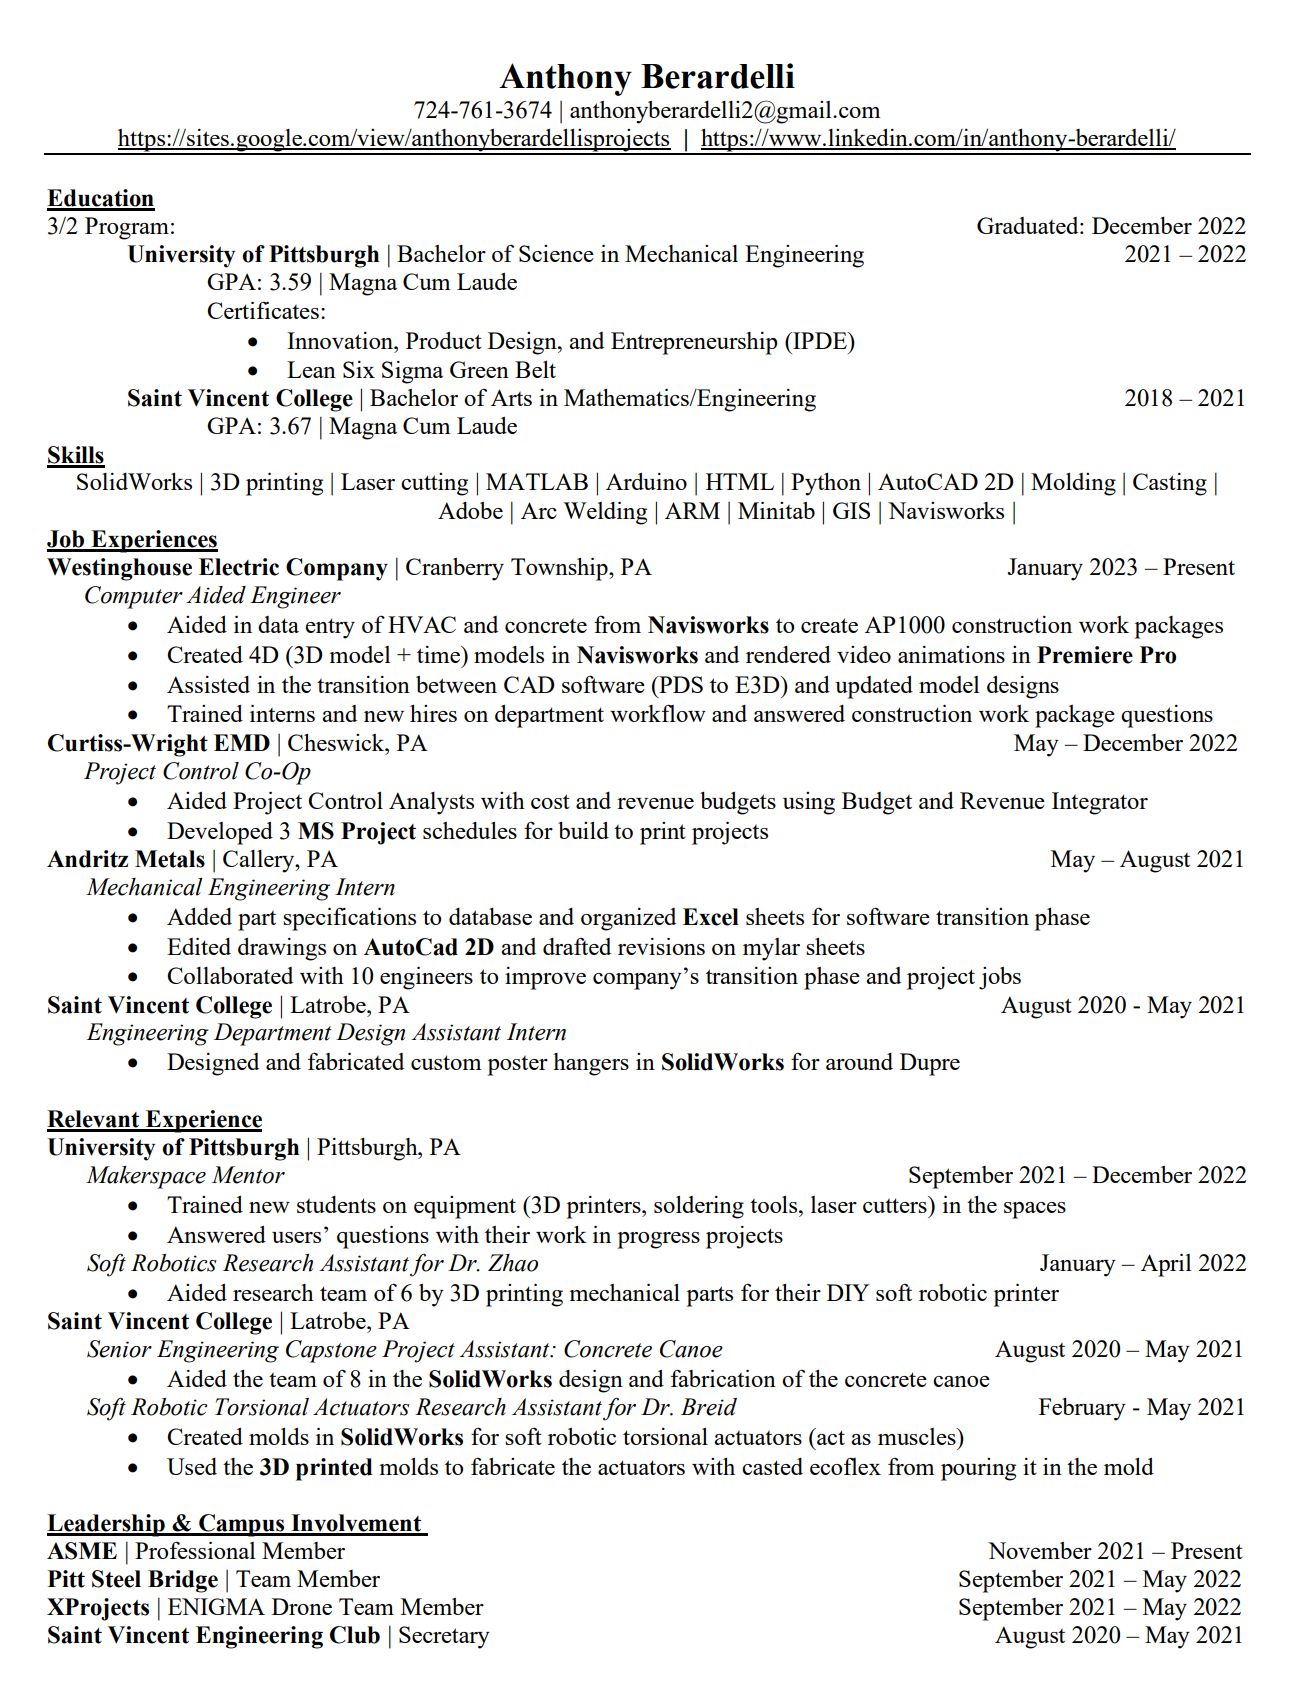 Anthony Berardelli
724-761-3674 | anthonyberardelli2@gmail.com
https://sites.google.com/view/anthonyberardellisprojects | https://www.linkedin.com/in/anthony-berardelli/
Education
3/2 Program: Graduated: December 2022
University of Pittsburgh | Bachelor of Science in Mechanical Engineering 2021 – 2022
GPA: 3.59 | Magna Cum Laude
Certificates:
• Innovation, Product Design, and Entrepreneurship (IPDE)
• Lean Six Sigma Green Belt
Saint Vincent College | Bachelor of Arts in Mathematics/Engineering 2018 – 2021
GPA: 3.67 | Magna Cum Laude
Skills
SolidWorks | 3D printing | Laser cutting | MATLAB | Arduino | HTML | Python | AutoCAD 2D | Molding | Casting |
Adobe | Arc Welding | ARM | Minitab | GIS | Navisworks |
Job Experiences
Westinghouse Electric Company | Cranberry Township, PA January 2023 – Present
Computer Aided Engineer
• Aided in data entry of HVAC and concrete from Navisworks to create AP1000 construction work packages
• Created 4D (3D model + time) models in Navisworks and rendered video animations in Premiere Pro
• Assisted in the transition between CAD software (PDS to E3D) and updated model designs
• Trained interns and new hires on department workflow and answered construction work package questions
Curtiss-Wright EMD | Cheswick, PA May – December 2022
Project Control Co-Op
• Aided Project Control Analysts with cost and revenue budgets using Budget and Revenue Integrator
• Developed 3 MS Project schedules for build to print projects
Andritz Metals | Callery, PA May – August 2021
Mechanical Engineering Intern
• Added part specifications to database and organized Excel sheets for software transition phase
• Edited drawings on AutoCad 2D and drafted revisions on mylar sheets
• Collaborated with 10 engineers to improve company’s transition phase and project jobs
Saint Vincent College | Latrobe, PA August 2020 - May 2021
Engineering Department Design Assistant Intern
• Designed and fabricated custom poster hangers in SolidWorks for around Dupre
Relevant Experience
University of Pittsburgh | Pittsburgh, PA
Makerspace Mentor September 2021 – December 2022
• Trained new students on equipment (3D printers, soldering tools, laser cutters) in the spaces
• Answered users’ questions with their work in progress projects
Soft Robotics Research Assistant for Dr. Zhao January – April 2022
• Aided research team of 6 by 3D printing mechanical parts for their DIY soft robotic printer
Saint Vincent College | Latrobe, PA
Senior Engineering Capstone Project Assistant: Concrete Canoe August 2020 – May 2021
• Aided the team of 8 in the SolidWorks design and fabrication of the concrete canoe
Soft Robotic Torsional Actuators Research Assistant for Dr. Breid February - May 2021
• Created molds in SolidWorks for soft robotic torsional actuators (act as muscles)
• Used the 3D printed molds to fabricate the actuators with casted ecoflex from pouring it in the mold
Leadership & Campus Involvement
ASME | Professional Member November 2021 – Present
Pitt Steel Bridge | Team Member September 2021 – May 2022
XProjects | ENIGMA Drone Team Member September 2021 – May 2022
Saint Vincent Engineering Club | Secretary August 2020 – May 2021